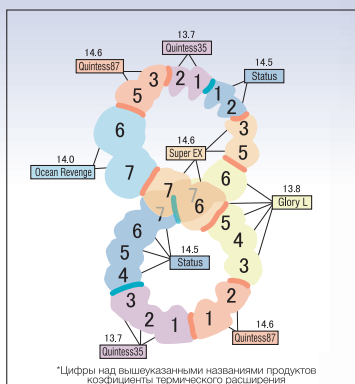 13.7
Quintess35
14.6
Quintess87
14.5
Status
3 2 1 1 2
5 3
6 5
14.6
Super EX
14.0
Ocean Revenge
7 7 7 6 6
13.8
Glory L
7 5
6 4
5 3
4
14.5
Status
3 2 1 1 2
13.7
Quintess35
14.6
Quintess87
*Цифры над вышеуказанными названиями продуктов
коэфициенты термического расширения